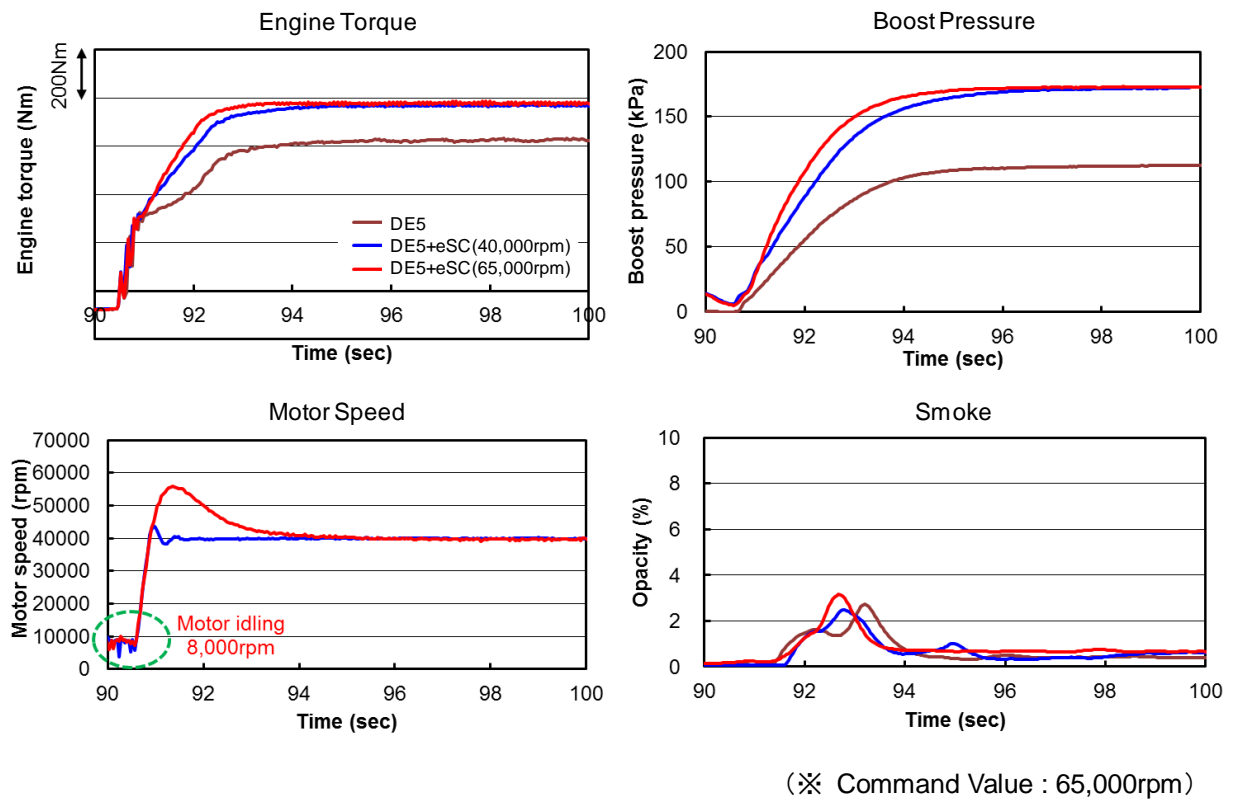 Engine Torque
200Nm
Engine torque (Nm)
DE5
DE5+eSC(40,000rpm)
DE5+eSC(65,000rpm)
90 92 94 96 98 100
Time (sec)
Boost Pressure
200
150
100
50
0
Boost pressure (kPa)
90 92 94 96 98 100
Time (sec)
Motor Speed
70000
60000
50000
40000
30000
20000
10000
0
Motor speed (rpm)
Motor idling
8,000rpm
90 92 94 96 98 100
Time (sec)
Smoke
10
8
6
4
2
0
Opacity (%)
90 92 94 96 98 100
Time (sec)
(※ Command Value : 65,000rpm)